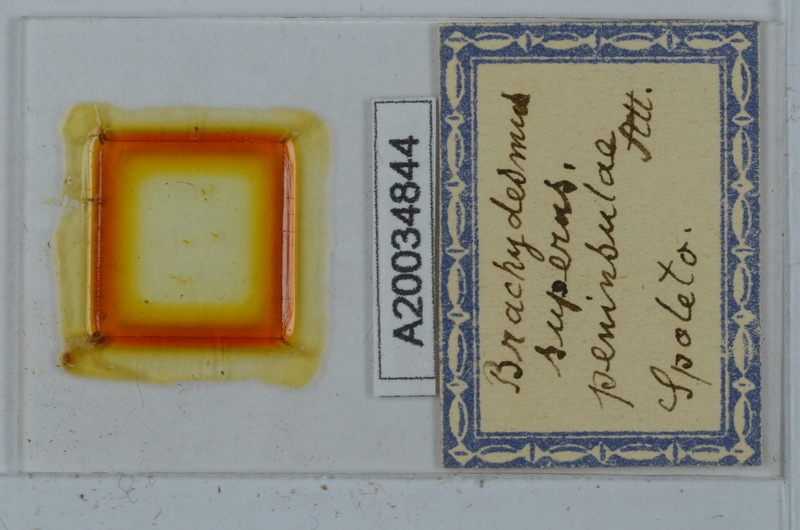 A20034844
Brachydesmus
superus.
peninsulae
Att.
Spoleto.